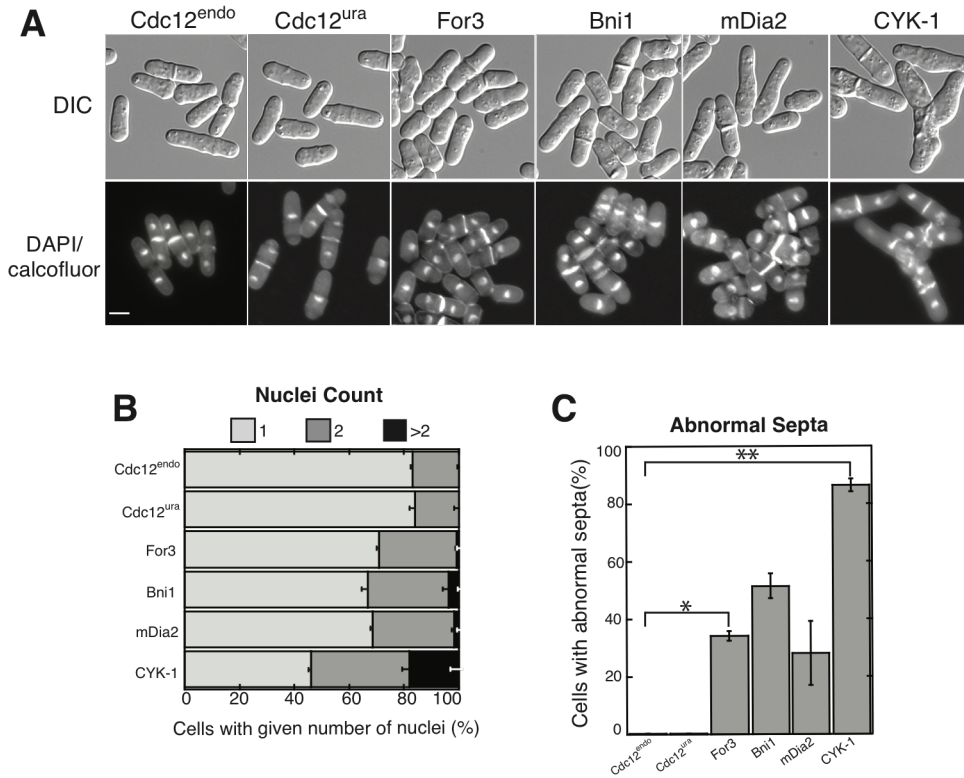 A
Cdc12endo Cdc12ura For3 Bni1 mDia2 CYK-1
DIC
DAPI/
calcofluor
B
Nuclei Count
1 2 >2
Cdc12endo
Cdc12ura
For3
Bni1
mDia2
CYK-1
0 20 40 60 80 100
Cells with given number of nuclei (%)
C
Abnormal Septa
Cells with abnormal septa(%)
100
80
60
40
20
0
**
*
Cdc12endo Cdc12ura For3 Bni1 mDia2 CYK-1